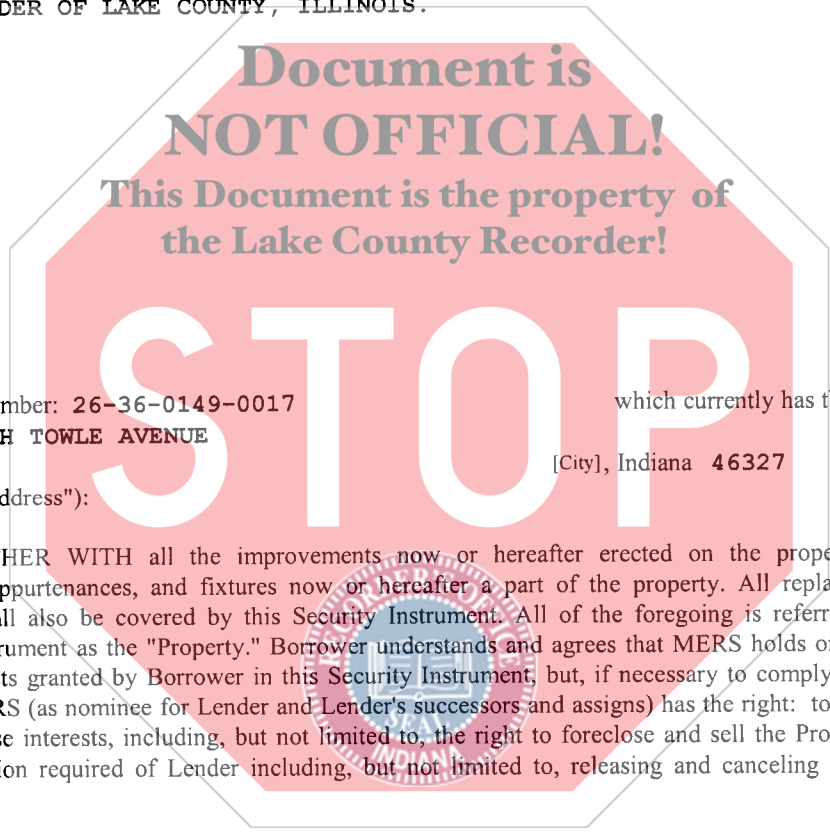 DER OF LAKE COUNTY, ILLINOIS.
Document is
NOT OFFICIAL!
This Document is the property of
the Lake County Recorder!
STOP
mber: 26-36-0149-0017 which currently has t
H TOWLE AVENUE
[City], Indiana 46327
ddress"):
HER WITH all the improvements now or hereafter erected on the prope
ppurtenances, and fixtures now or hereafter a part of the property. All repla
ll also be covered by this Security Instrument. All of the foregoing is referr
rument as the "Property." Borrower understands and agrees that MERS holds o
ts granted by Borrower in this Security Instrument, but, if necessary to comply
RS (as nominee for Lender and Lender's successors and assigns) has the right: to
se interests, including, but not limited to, the right to foreclose and sell the Pro
ion required of Lender including, but not limited to, releasing and canceling
RECORDER'S OFFICE
SEAL
INDIANA